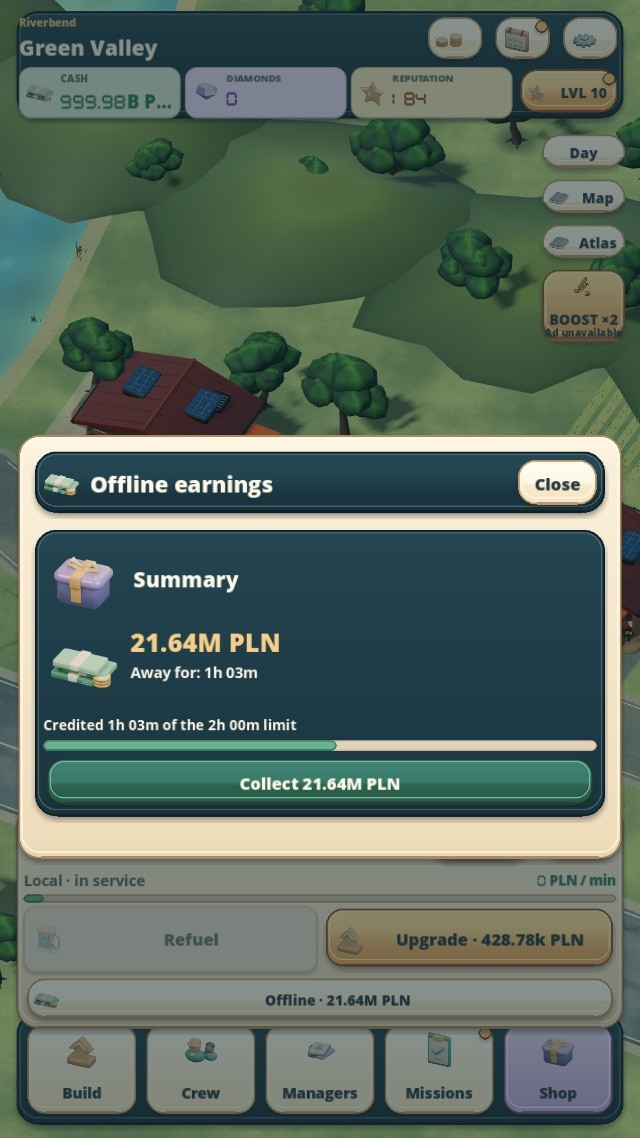 Riverbend
Green Valley
CASH
999.98B P...
DIAMONDS
0
REPUTATION
184
LVL 10
Day
Map
Atlas
BOOST ×2
Ad unavailable
Offline earnings
Close
Summary
21.64M PLN
Away for: 1h 03m
Credited 1h 03m of the 2h 00m limit
Collect 21.64M PLN
Local · in service
0 PLN / min
Refuel
Upgrade · 428.78k PLN
Offline · 21.64M PLN
Build
Crew
Managers
Missions
Shop